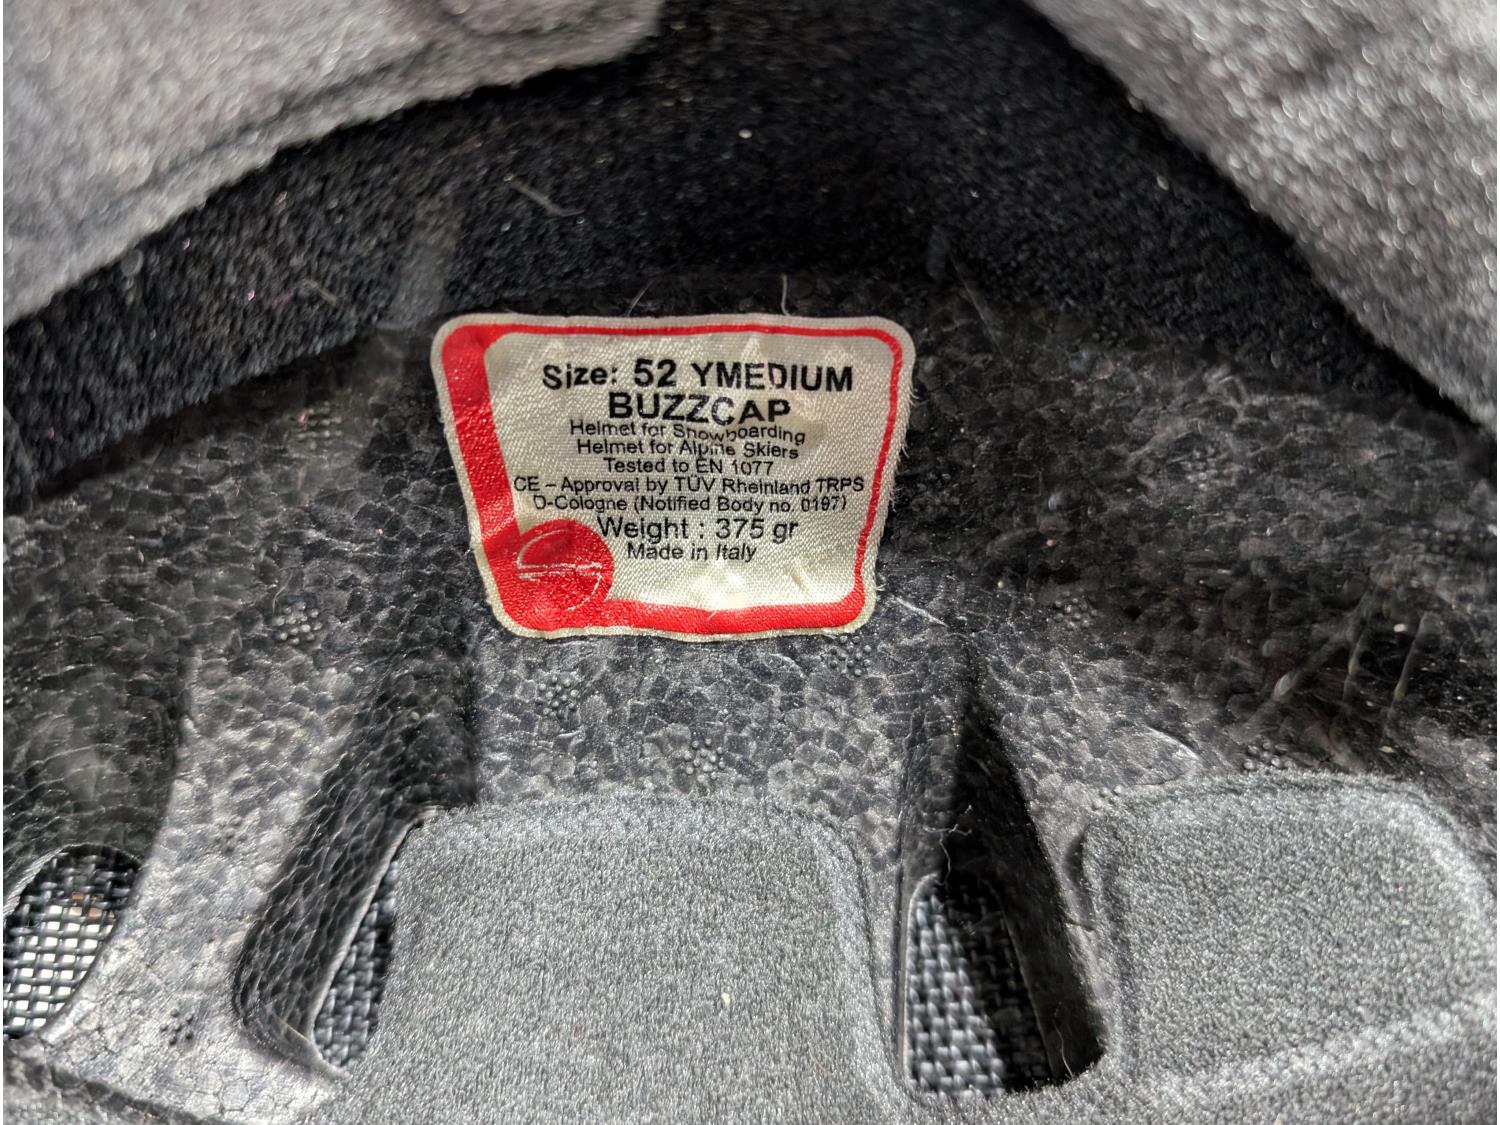 Size: 52 YMEDIUM
BUZZCAP
Helmet for Snowboarding
Helmet for Alpine Skiers
Tested to EN 1077
CE – Approval by TÜV Rheinland TRPS
D-Cologne (Notified Body no. 0197)
Weight : 375 gr
Made in Italy